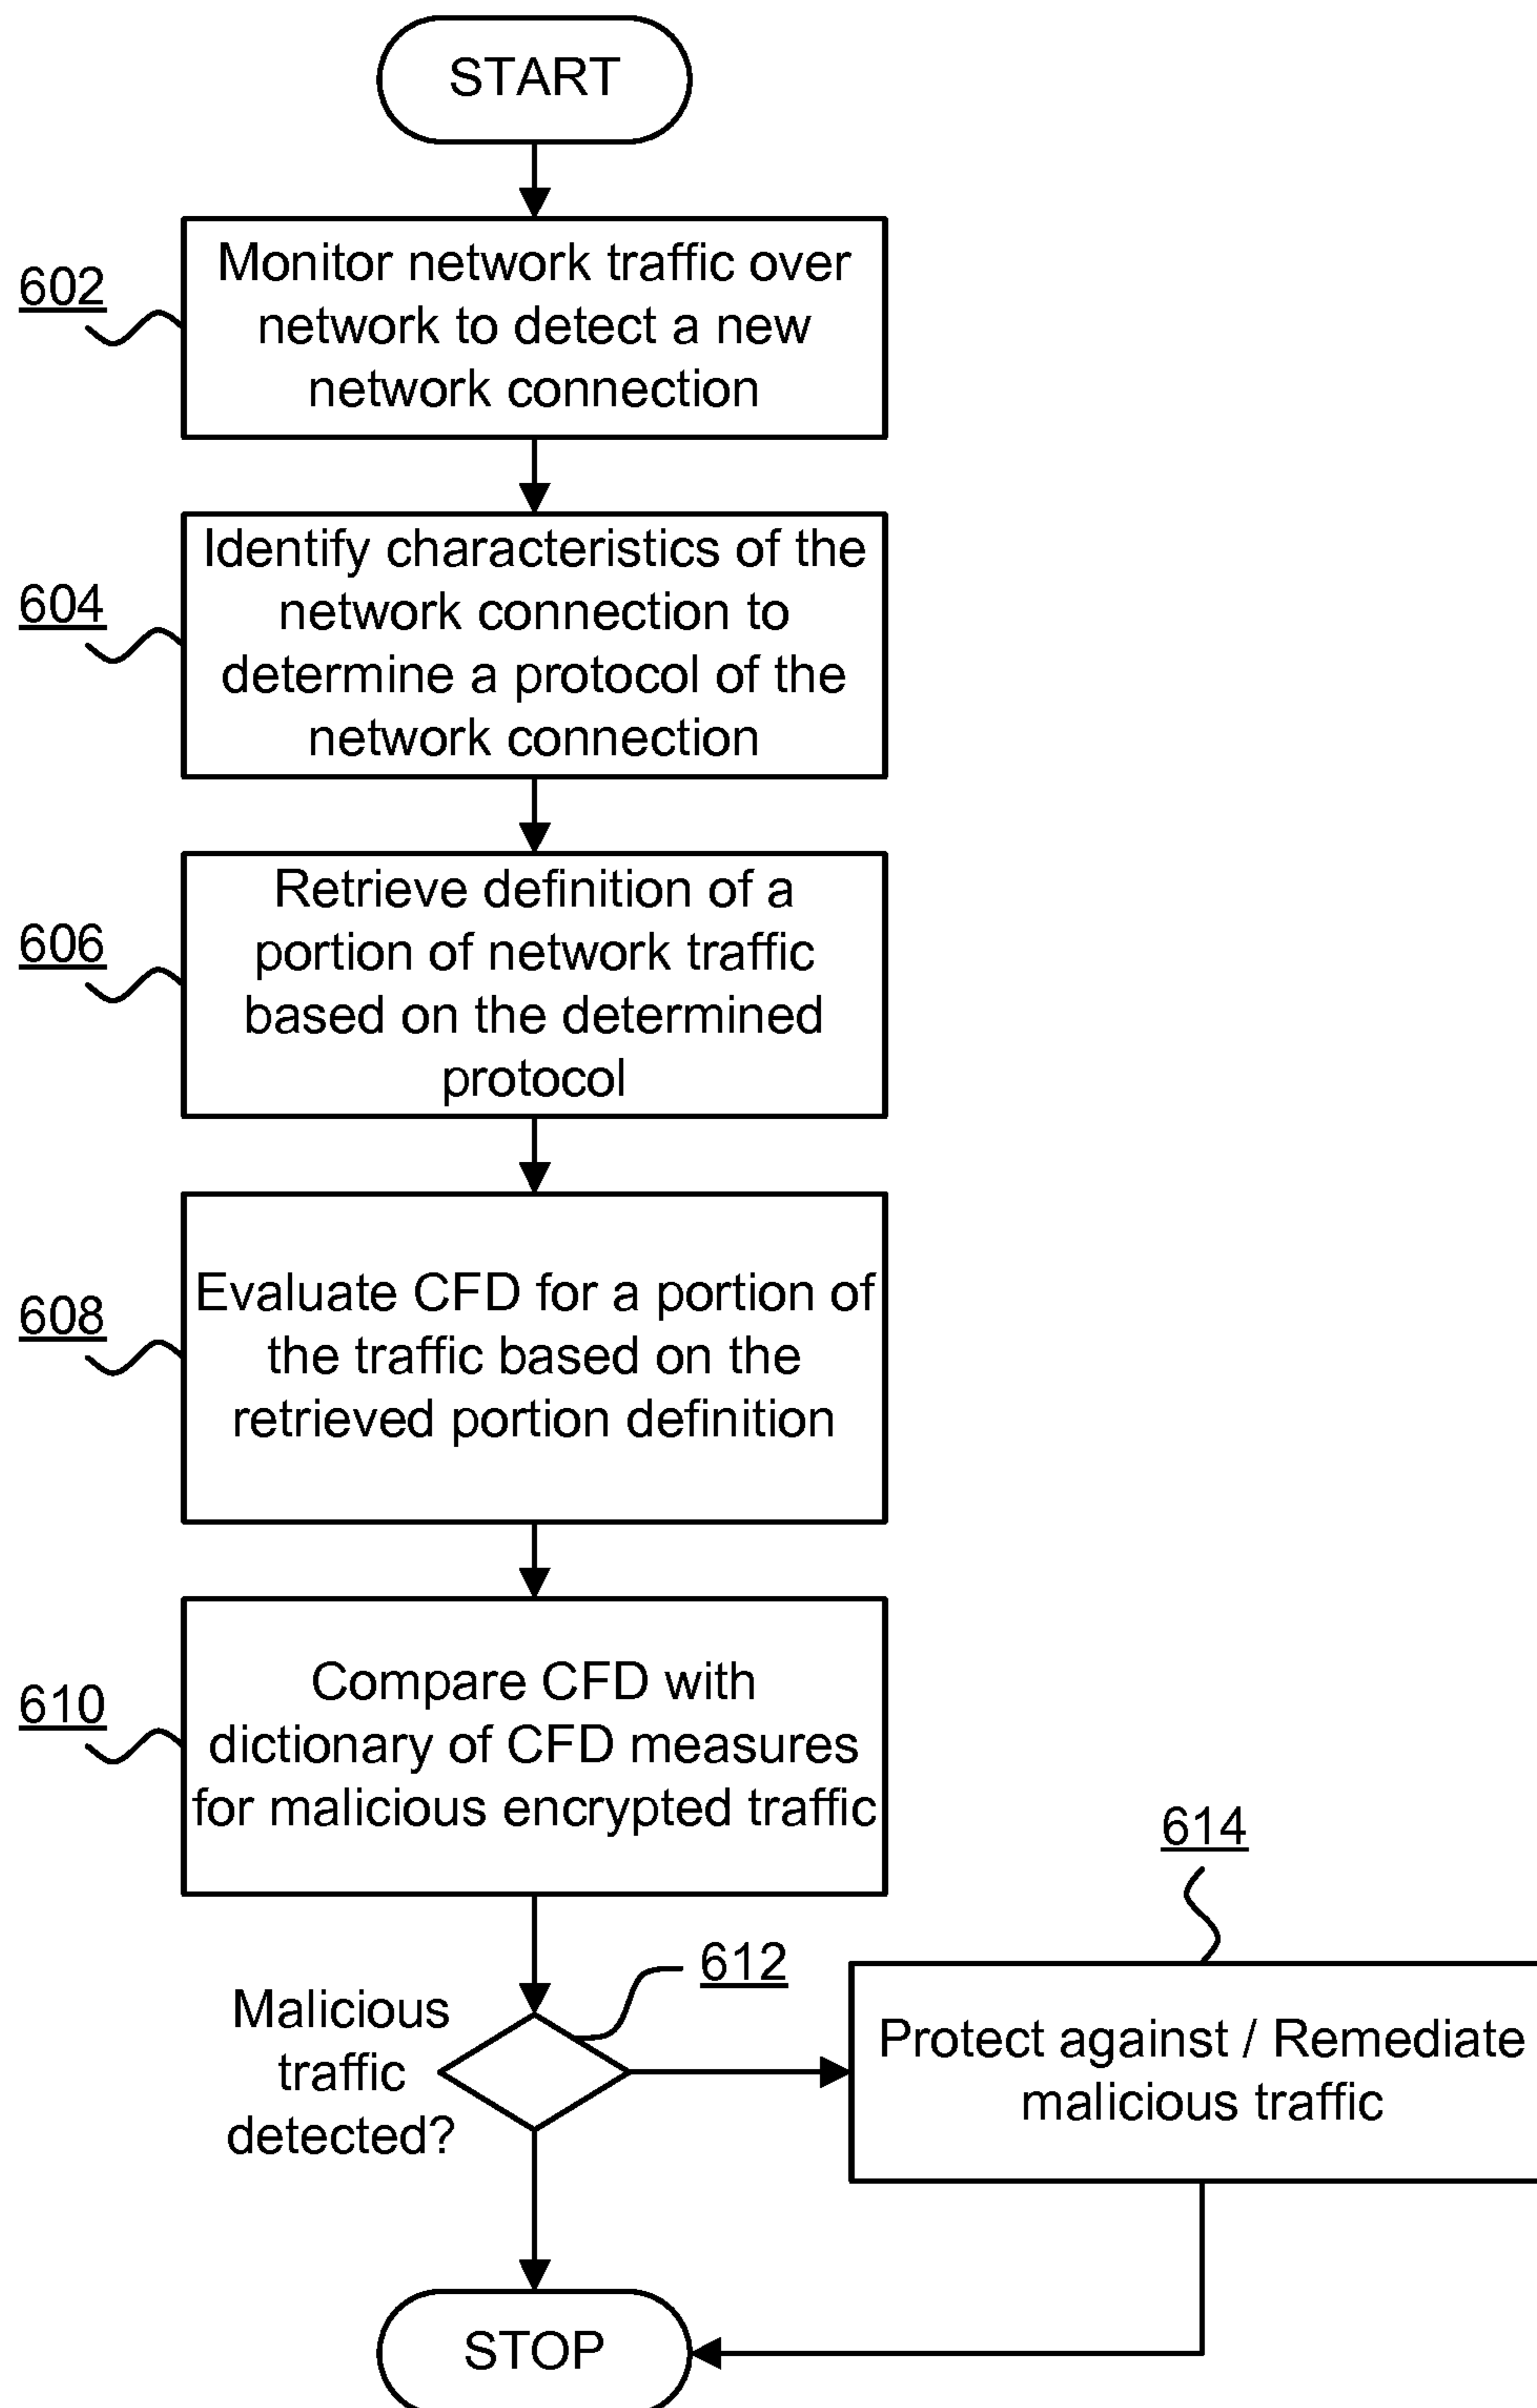 START
602
Monitor network traffic over
network to detect a new
network connection
604
Identify characteristics of the
network connection to
determine a protocol of the
network connection
606
Retrieve definition of a
portion of network traffic
based on the determined
protocol
608
Evaluate CFD for a portion of
the traffic based on the
retrieved portion definition
610
Compare CFD with
dictionary of CFD measures
for malicious encrypted traffic
614
612
Malicious
traffic
detected?
Protect against / Remediate
malicious traffic
STOP